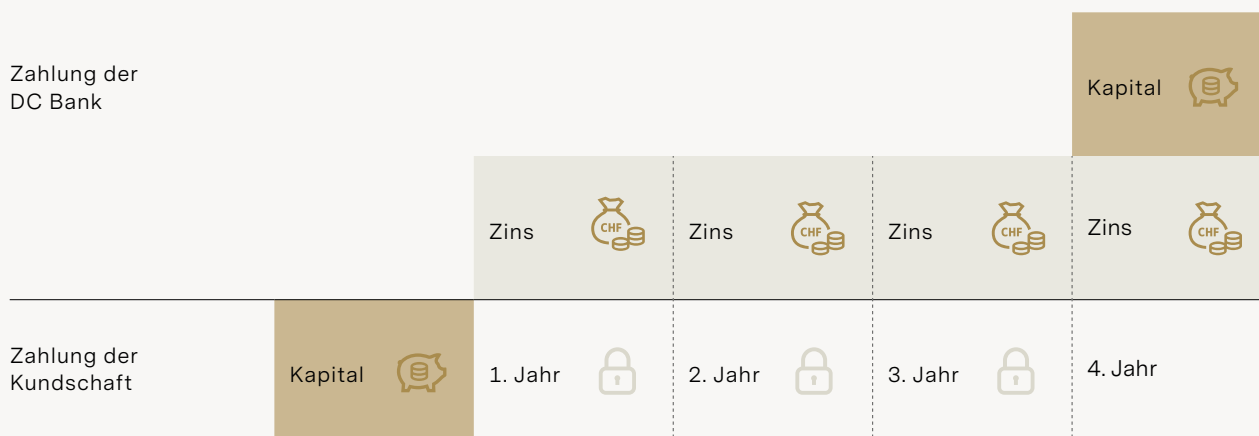 Zahlung der
DC Bank
Kapital
Zins
CHF
Zins
CHF
Zins
CHF
Zins
CHF
Zahlung der
Kundschaft
Kapital
1. Jahr
2. Jahr
3. Jahr
4. Jahr